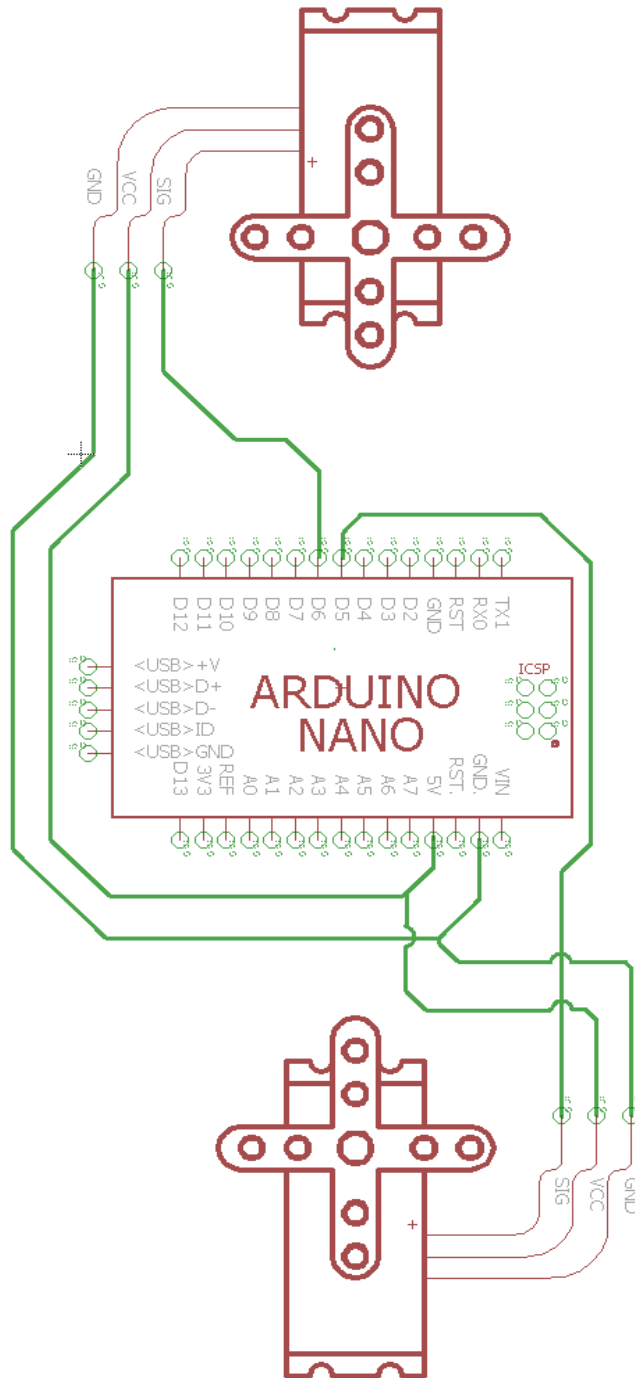 GND
VCC
SIG
+
D12
D11
D10
D9
D8
D7
D6
D5
D4
D3
D2
GND
RST
RX0
TX1
<USB>+V
<USB>D+
<USB>D-
<USB>ID
<USB>GND
ARDUINO
NANO
ICSP
D13
3V3
REF
A0
A1
A2
A3
A4
A5
A6
A7
5V
RST.
GND.
VIN
+
SIG
VCC
GND